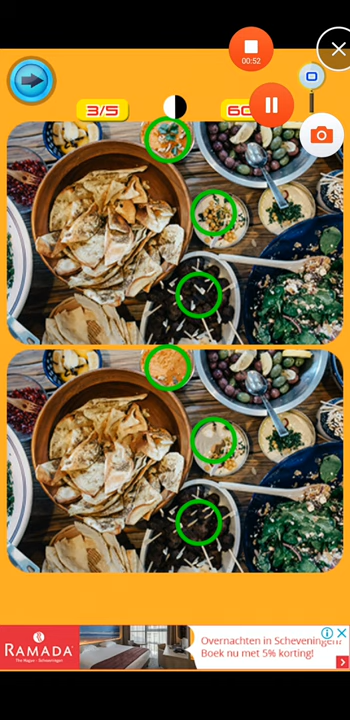 00:52
3/5
60
RAMADA
The Hague - Scheveningen
Overnachten in Scheveningen?
Boek nu met 5% korting!